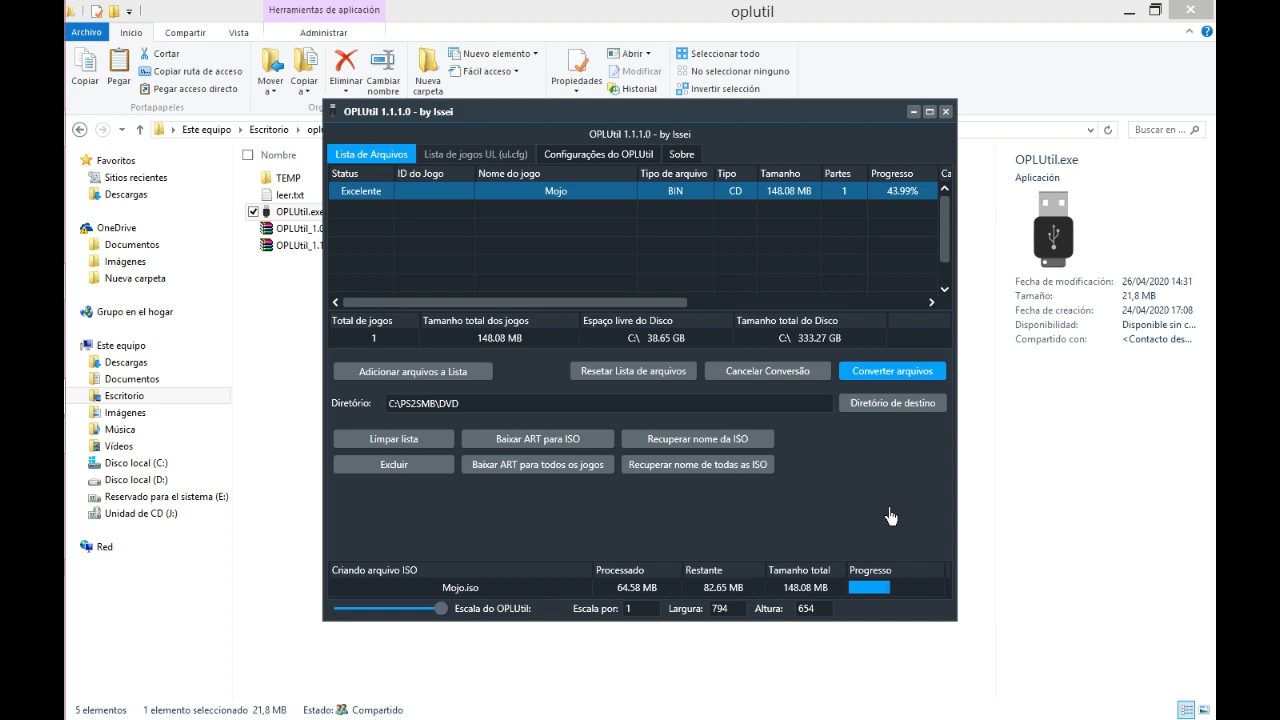 Herramientas de aplicación
oplutil
Archivo Inicio Compartir Vista Administrar
Copiar
Pegar
Cortar
Copiar ruta de acceso
Pegar acceso directo
Portapapeles
Mover a
Copiar a
Eliminar
Cambiar nombre
Org
Nueva carpeta
Nuevo elemento
Fácil acceso
Propiedades
Abrir
Modificar
Historial
Seleccionar todo
No seleccionar ninguno
Invertir selección
Este equipo Escritorio
Buscar en ...
Favoritos
Sitios recientes
Descargas
OneDrive
Documentos
Imágenes
Nueva carpeta
Grupo en el hogar
Este equipo
Descargas
Documentos
Escritorio
Imágenes
Música
Vídeos
Disco local (C:)
Disco local (D:)
Reservado para el sistema (E:)
Unidad de CD (J:)
Red
Nombre
TEMP
leer.txt
OPLUtil.exe
OPLUtil_1.0
OPLUtil_1.1
OPLUtil 1.1.1.0 - by Issei
OPLUtil 1.1.1.0 - by Issei
Lista de Arquivos Lista de jogos UL (ul.cfg) Configurações do OPLUtil Sobre
Status ID do Jogo Nome do jogo Tipo de arquivo Tipo Tamanho Partes Progresso Ca
Excelente Mojo BIN CD 148.08 MB 1 43.99%
Total de jogos Tamanho total dos jogos Espaço livre do Disco Tamanho total do Disco
1 148.08 MB C:\ 38.65 GB C:\ 333.27 GB
Adicionar arquivos a Lista Resetar Lista de arquivos Cancelar Conversão Converter arquivos
Diretório: C:\PS2SMB\DVD Diretório de destino
Limpar lista Baixar ART para ISO Recuperar nome da ISO
Excluir Baixar ART para todos os jogos Recuperar nome de todas as ISO
Criando arquivo ISO Processado Restante Tamanho total Progresso
Mojo.iso 64.58 MB 82.65 MB 148.08 MB
Escala do OPLUtil: Escala por: 1 Largura: 794 Altura: 654
OPLUtil.exe
Aplicación
Fecha de modificación: 26/04/2020 14:31
Tamaño: 21,8 MB
Fecha de creación: 24/04/2020 17:08
Disponibilidad: Disponible sin c...
Compartido con: <Contacto des...
5 elementos 1 elemento seleccionado 21,8 MB Estado: Compartido